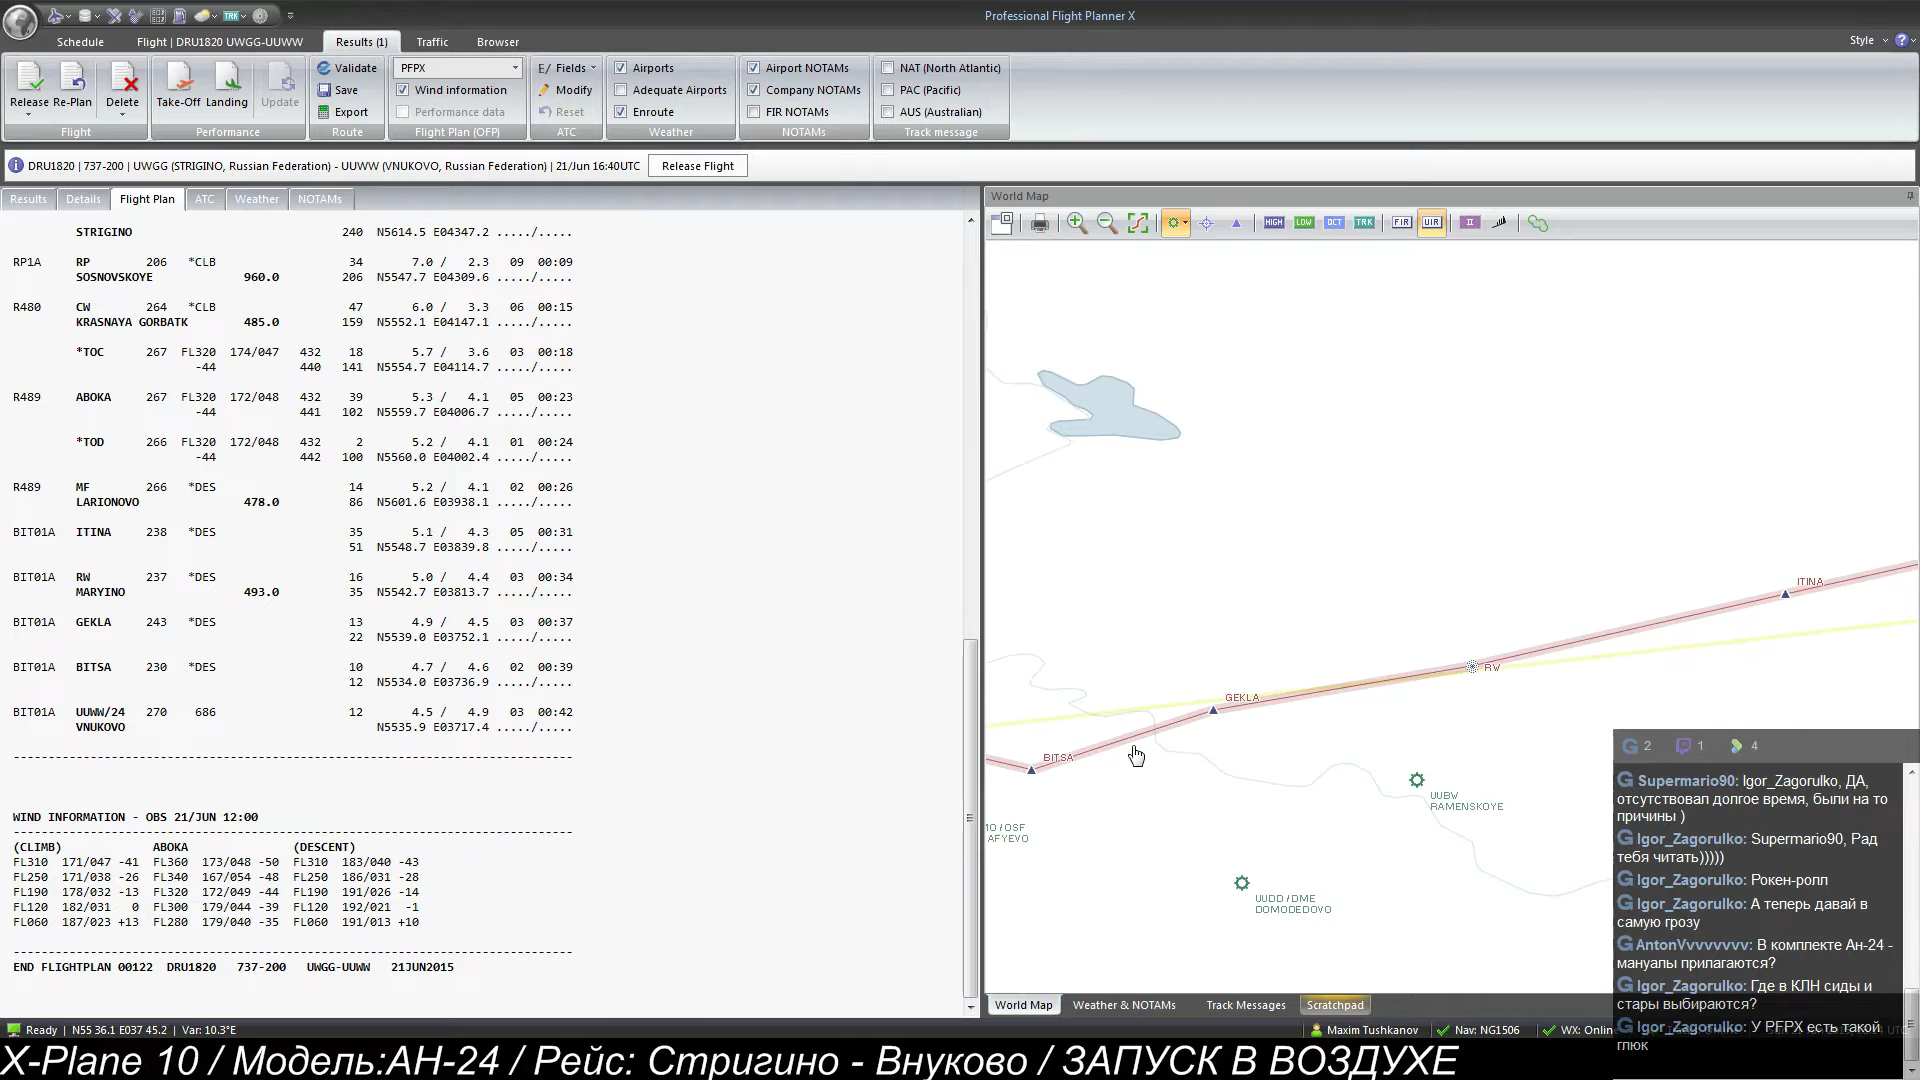 Professional Flight Planner X
TRK
Schedule Flight | DRU1820 UWGG-UUWW Results (1) Traffic Browser Style
Release Re-Plan Delete Take-Off Landing Update
Validate PFPX E/ Fields Airports Airport NOTAMs NAT (North Atlantic)
Save Wind information Modify Adequate Airports Company NOTAMs PAC (Pacific)
Export Performance data Reset Enroute FIR NOTAMs AUS (Australian)
Flight Performance Route Flight Plan (OFP) ATC Weather NOTAMs Track message
DRU1820 | 737-200 | UWGG (STRIGINO, Russian Federation) - UUWW (VNUKOVO, Russian Federation) | 21/Jun 16:40UTC Release Flight
Results Details Flight Plan ATC Weather NOTAMs
STRIGINO 240 N5614.5 E04347.2 ...../.....
RP1A RP 206 *CLB 34 7.0 / 2.3 09 00:09
SOSNOVSKOYE 960.0 206 N5547.7 E04309.6 ...../.....
R480 CW 264 *CLB 47 6.0 / 3.3 06 00:15
KRASNAYA GORBATK 485.0 159 N5552.1 E04147.1 ...../.....
*TOC 267 FL320 174/047 432 18 5.7 / 3.6 03 00:18
-44 440 141 N5554.7 E04114.7 ...../.....
R489 ABOKA 267 FL320 172/048 432 39 5.3 / 4.1 05 00:23
-44 441 102 N5559.7 E04006.7 ...../.....
*TOD 266 FL320 172/048 432 2 5.2 / 4.1 01 00:24
-44 442 100 N5560.0 E04002.4 ...../.....
R489 MF 266 *DES 14 5.2 / 4.1 02 00:26
LARIONOVO 478.0 86 N5601.6 E03938.1 ...../.....
BIT01A ITINA 238 *DES 35 5.1 / 4.3 05 00:31
51 N5548.7 E03839.8 ...../.....
BIT01A RW 237 *DES 16 5.0 / 4.4 03 00:34
MARYINO 493.0 35 N5542.7 E03813.7 ...../.....
BIT01A GEKLA 243 *DES 13 4.9 / 4.5 03 00:37
22 N5539.0 E03752.1 ...../.....
BIT01A BITSA 230 *DES 10 4.7 / 4.6 02 00:39
12 N5534.0 E03736.9 ...../.....
BIT01A UUWW/24 270 686 12 4.5 / 4.9 03 00:42
VNUKOVO N5535.9 E03717.4 ...../.....
WIND INFORMATION - OBS 21/JUN 12:00
(CLIMB) ABOKA (DESCENT)
FL310 171/047 -41 FL360 173/048 -50 FL310 183/040 -43
FL250 171/038 -26 FL340 167/054 -48 FL250 186/031 -28
FL190 178/032 -13 FL320 172/049 -44 FL190 191/026 -14
FL120 182/031 0 FL300 179/044 -39 FL120 192/021 -1
FL060 187/023 +13 FL280 179/040 -35 FL060 191/013 +10
END FLIGHTPLAN 00122 DRU1820 737-200 UWGG-UUWW 21JUN2015
World Map
HIGH LOW DCT TRK FIR UIR
ITINA
RW
GEKLA
BITSA
UUBW
RAMENSKOYE
MO/OSF
AFYEVO
UUDD/DME
DOMODEDOVO
2 1 4
Supermario90: Igor_Zagorulko, ДА,
отсутствовал долгое время, были на то
причины )
Igor_Zagorulko: Supermario90, Рад
тебя читать)))))
Igor_Zagorulko: Рокен-ролл
Igor_Zagorulko: А теперь давай в
самую грозу
AntonVvvvvvvv: В комплекте Ан-24 -
мануалы прилагаются?
Igor_Zagorulko: Где в КЛН сиды и
стары выбираются?
Igor_Zagorulko: У PFPX есть такой
глюк
World Map Weather & NOTAMs Track Messages Scratchpad
Ready | N55 36.1 E037 45.2 | Var: 10.3°E Maxim Tushkanov Nav: NG1506 WX: Onlin
X-Plane 10 / Модель:АН-24 / Рейс: Стригино - Внуково / ЗАПУСК В ВОЗДУХЕ